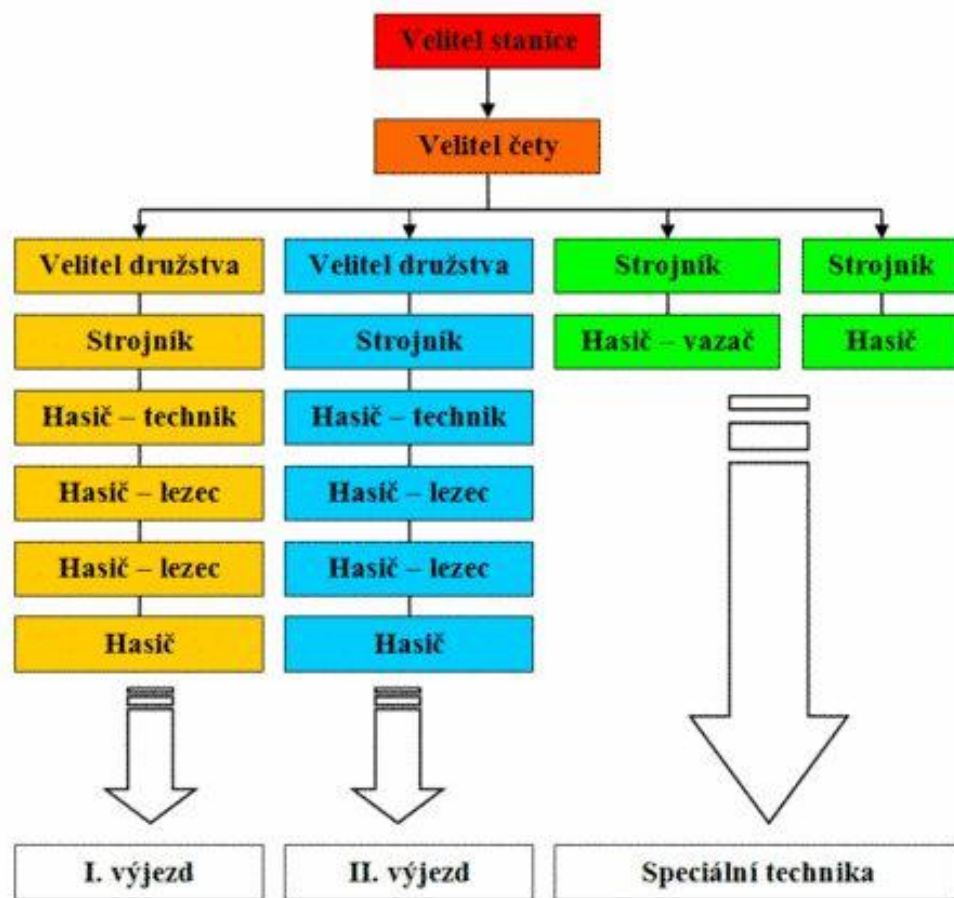 Velitel stanice
Velitel čety
Velitel družstva
Strojník
Hasič – technik
Hasič – lezec
Hasič – lezec
Hasič
I. výjezd
Velitel družstva
Strojník
Hasič – technik
Hasič – lezec
Hasič – lezec
Hasič
II. výjezd
Strojník
Hasič – vazač
Strojník
Hasič
Speciální technika